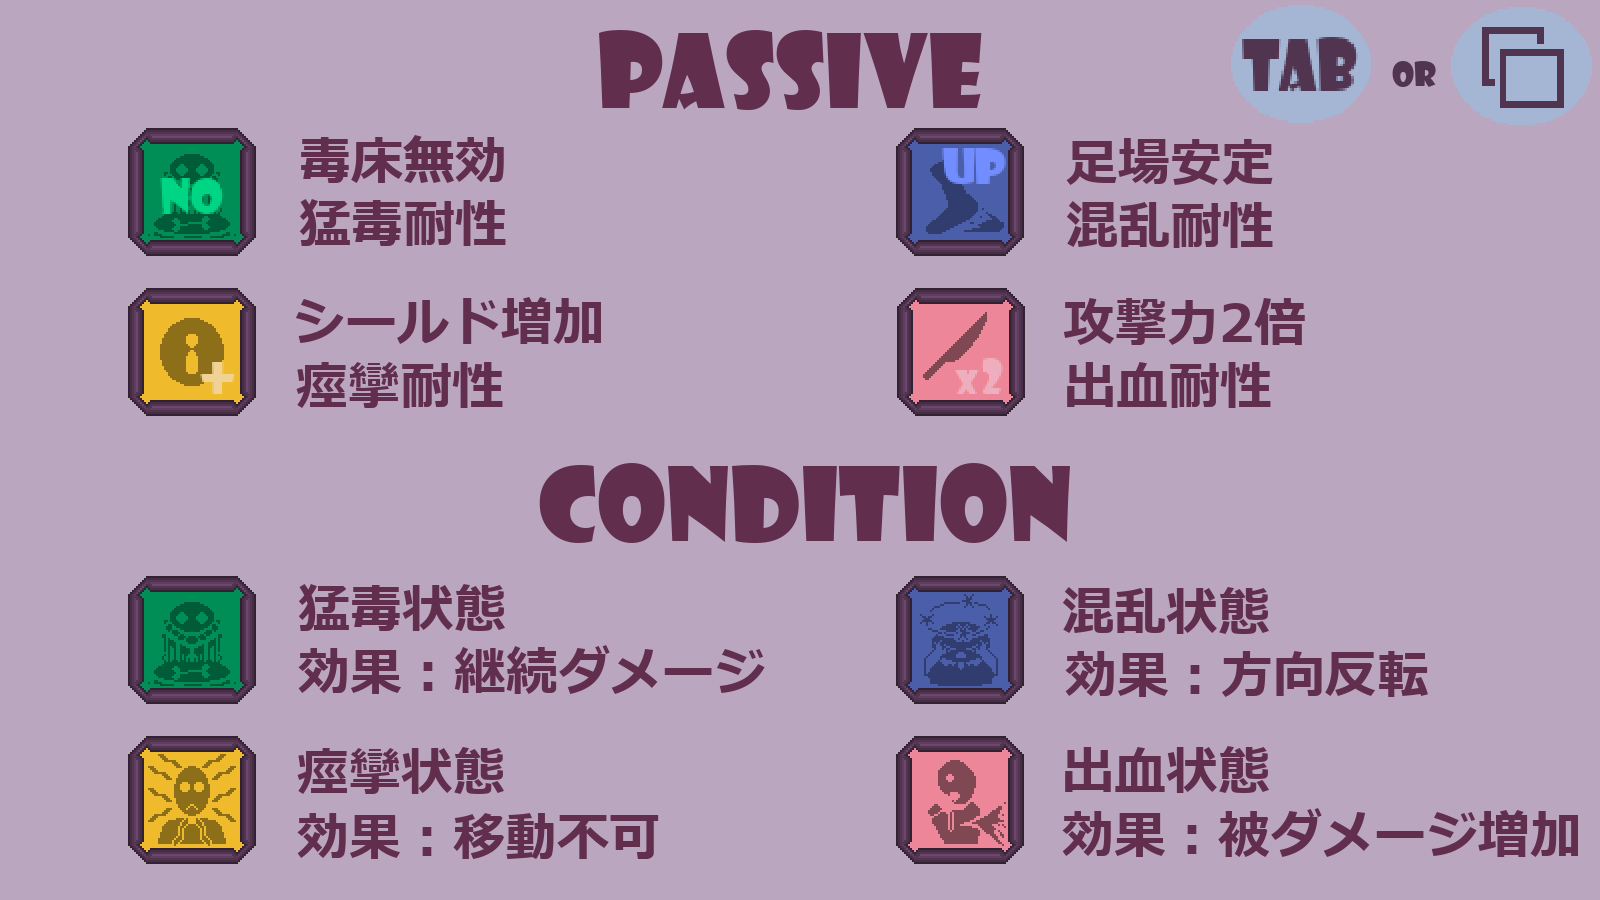 PASSIVE
TAB OR
NO
毒床無効
猛毒耐性
UP
足場安定
混乱耐性
+
シールド増加
痙攣耐性
x2
攻撃力2倍
出血耐性
CONDITION
猛毒状態
効果：継続ダメージ
混乱状態
効果：方向反転
痙攣状態
効果：移動不可
出血状態
効果：被ダメージ増加